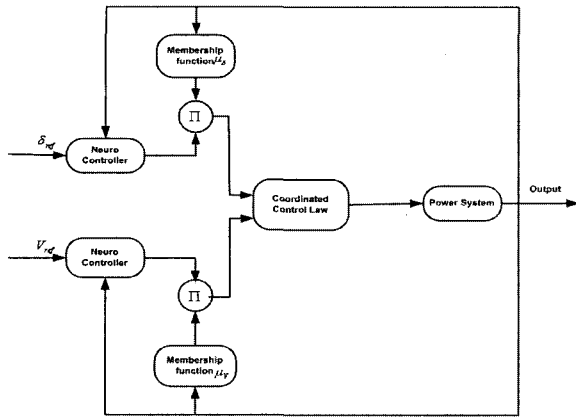 Membership
function μδ
Π
δref
Neuro
Controller
Coordinated
Control Law
Power System
Output
Vref
Neuro
Controller
Π
Membership
function μV